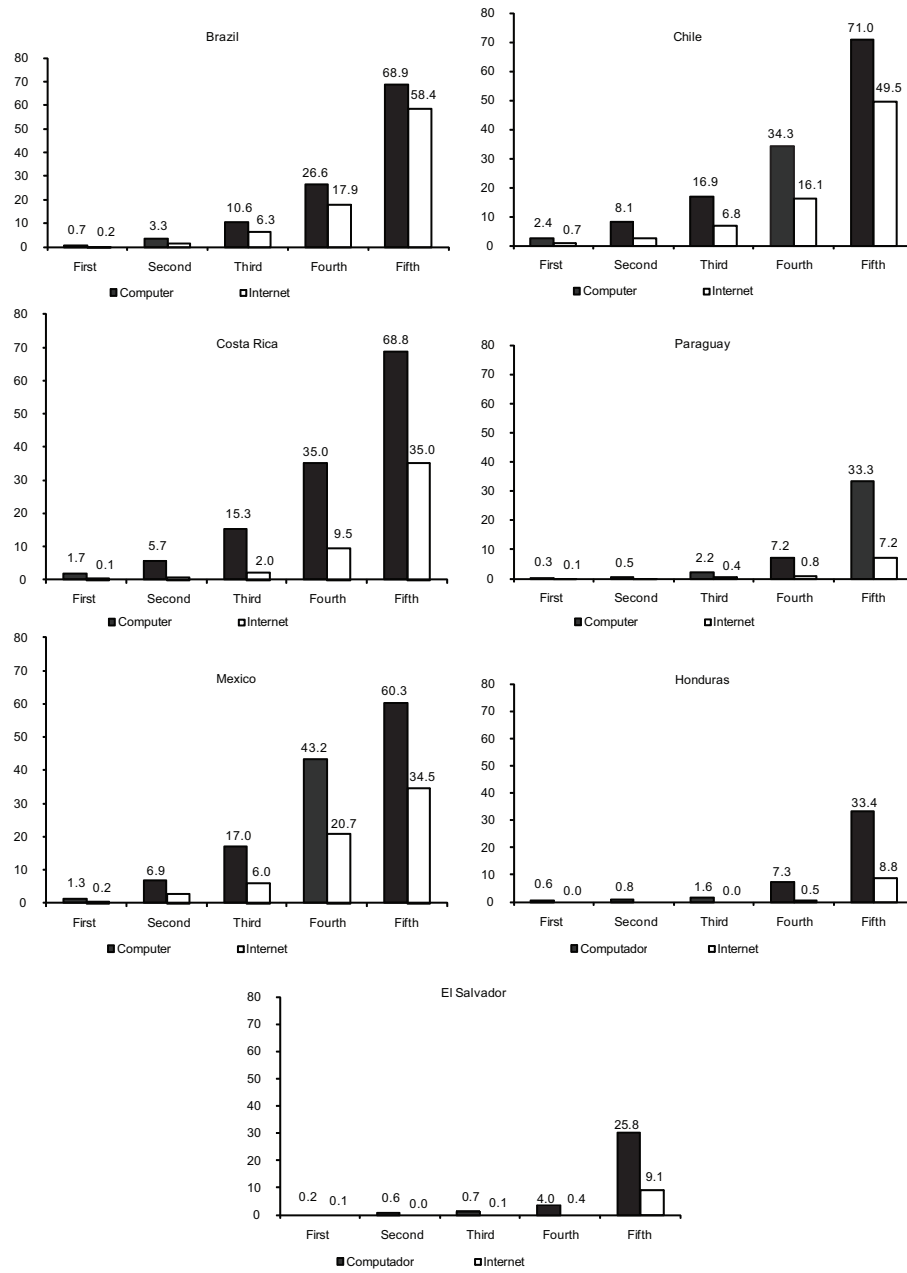 Brazil
80
70
60
50
40
30
20
10
0
0.7 0.2 3.3 10.6 6.3 26.6 17.9 68.9 58.4
First Second Third Fourth Fifth
Computer Internet
Chile
80
70
60
50
40
30
20
10
0
2.4 0.7 8.1 16.9 6.8 34.3 16.1 71.0 49.5
First Second Third Fourth Fifth
Computer Internet
Costa Rica
70
60
50
40
30
20
10
0
1.7 0.1 5.7 15.3 2.0 35.0 9.5 68.8 35.0
First Second Third Fourth Fifth
Computer Internet
Paraguay
80
70
60
50
40
30
20
10
0
0.3 0.1 0.5 2.2 0.4 7.2 0.8 33.3 7.2
First Second Third Fourth Fifth
Computer Internet
Mexico
80
70
60
50
40
30
20
10
0
1.3 0.2 6.9 17.0 6.0 43.2 20.7 60.3 34.5
First Second Third Fourth Fifth
Computer Internet
Honduras
80
70
60
50
40
30
20
10
0
0.6 0.0 0.8 1.6 0.0 7.3 0.5 33.4 8.8
First Second Third Fourth Fifth
Computador Internet
El Salvador
80
70
60
50
40
30
20
10
0
0.2 0.1 0.6 0.0 0.7 0.1 4.0 0.4 25.8 9.1
First Second Third Fourth Fifth
Computador Internet